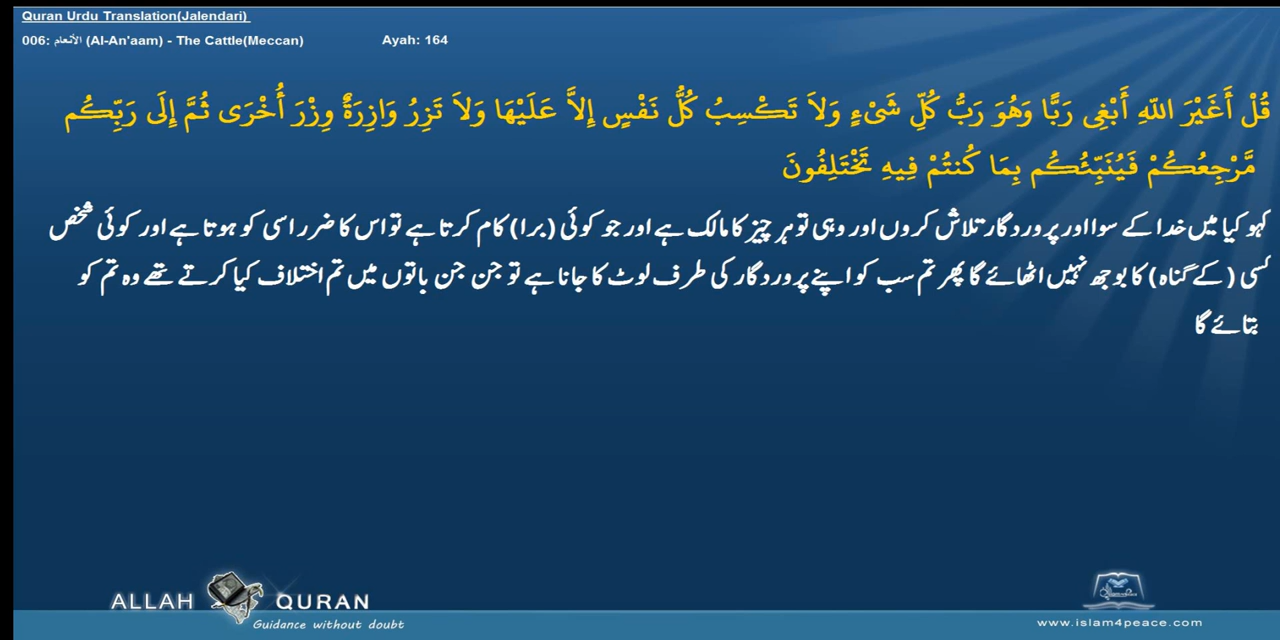 Quran Urdu Translation(Jalendari)
006: الأنعام (Al-An'aam) - The Cattle(Meccan) Ayah: 164
قُلْ أَغَيْرَ اللّهِ أَبْغِي رَبًّا وَهُوَ رَبُّ كُلِّ شَيْءٍ وَلاَ تَكْسِبُ كُلُّ نَفْسٍ إِلاَّ عَلَيْهَا وَلاَ تَزِرُ وَازِرَةٌ وِزْرَ أُخْرَى ثُمَّ إِلَى رَبِّكُم
مَّرْجِعُكُمْ فَيُنَبِّئُكُم بِمَا كُنتُمْ فِيهِ تَخْتَلِفُونَ
کہو کیا میں خدا کے سوا اور پروردگار تلاش کروں اور وہی تو ہر چیز کا مالک ہے اور جو کوئی (برا) کام کرتا ہے تو اس کا ضرر اسی کو ہوتا ہے اور کوئی شخص
کسی (کے گناہ) کا بوجھ نہیں اٹھائے گا پھر تم سب کو اپنے پروردگار کی طرف لوٹ کا جانا ہے تو جن جن باتوں میں تم اختلاف کیا کرتے تھے وہ تم کو
بتائے گا
ALLAH QURAN
Guidance without doubt
www.islam4peace.com